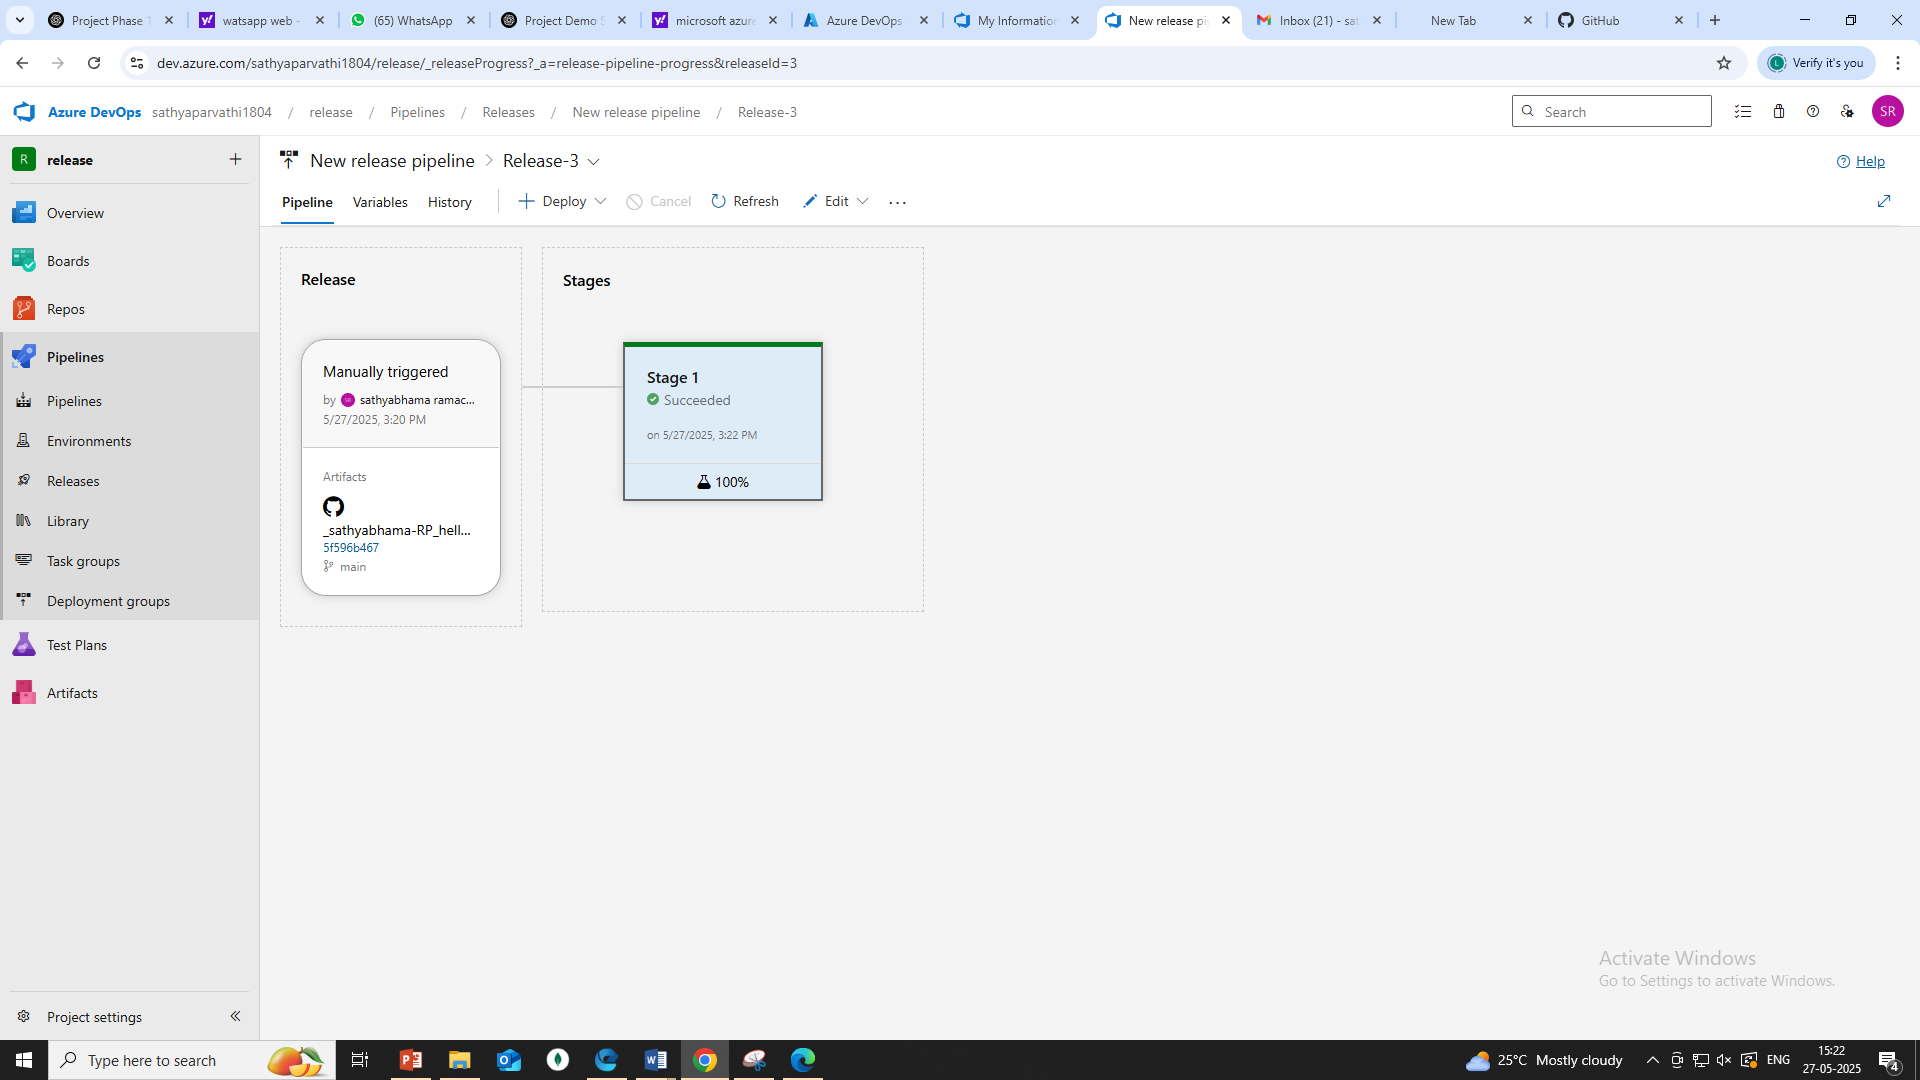 Project Phase 1
watsapp web -
(65) WhatsApp
Project Demo S
microsoft azure
Azure DevOps
My Information
New release pip
Inbox (21) - sat
New Tab
GitHub
dev.azure.com/sathyaparvathi1804/release/_releaseProgress?_a=release-pipeline-progress&releaseId=3
L
Verify it's you
Azure DevOps sathyaparvathi1804 / release / Pipelines / Releases / New release pipeline / Release-3
Search
SR
R release
New release pipeline > Release-3
Help
Pipeline Variables History Deploy Cancel Refresh Edit ...
Overview
Boards
Repos
Pipelines
Pipelines
Environments
Releases
Library
Task groups
Deployment groups
Test Plans
Artifacts
Project settings
Release
Manually triggered
by SR sathyabhama ramac...
5/27/2025, 3:20 PM
Artifacts
_sathyabhama-RP_hell...
5f596b467
main
Stages
Stage 1
Succeeded
on 5/27/2025, 3:22 PM
100%
Activate Windows
Go to Settings to activate Windows.
Type here to search
25°C Mostly cloudy
ENG
15:22
27-05-2025
4